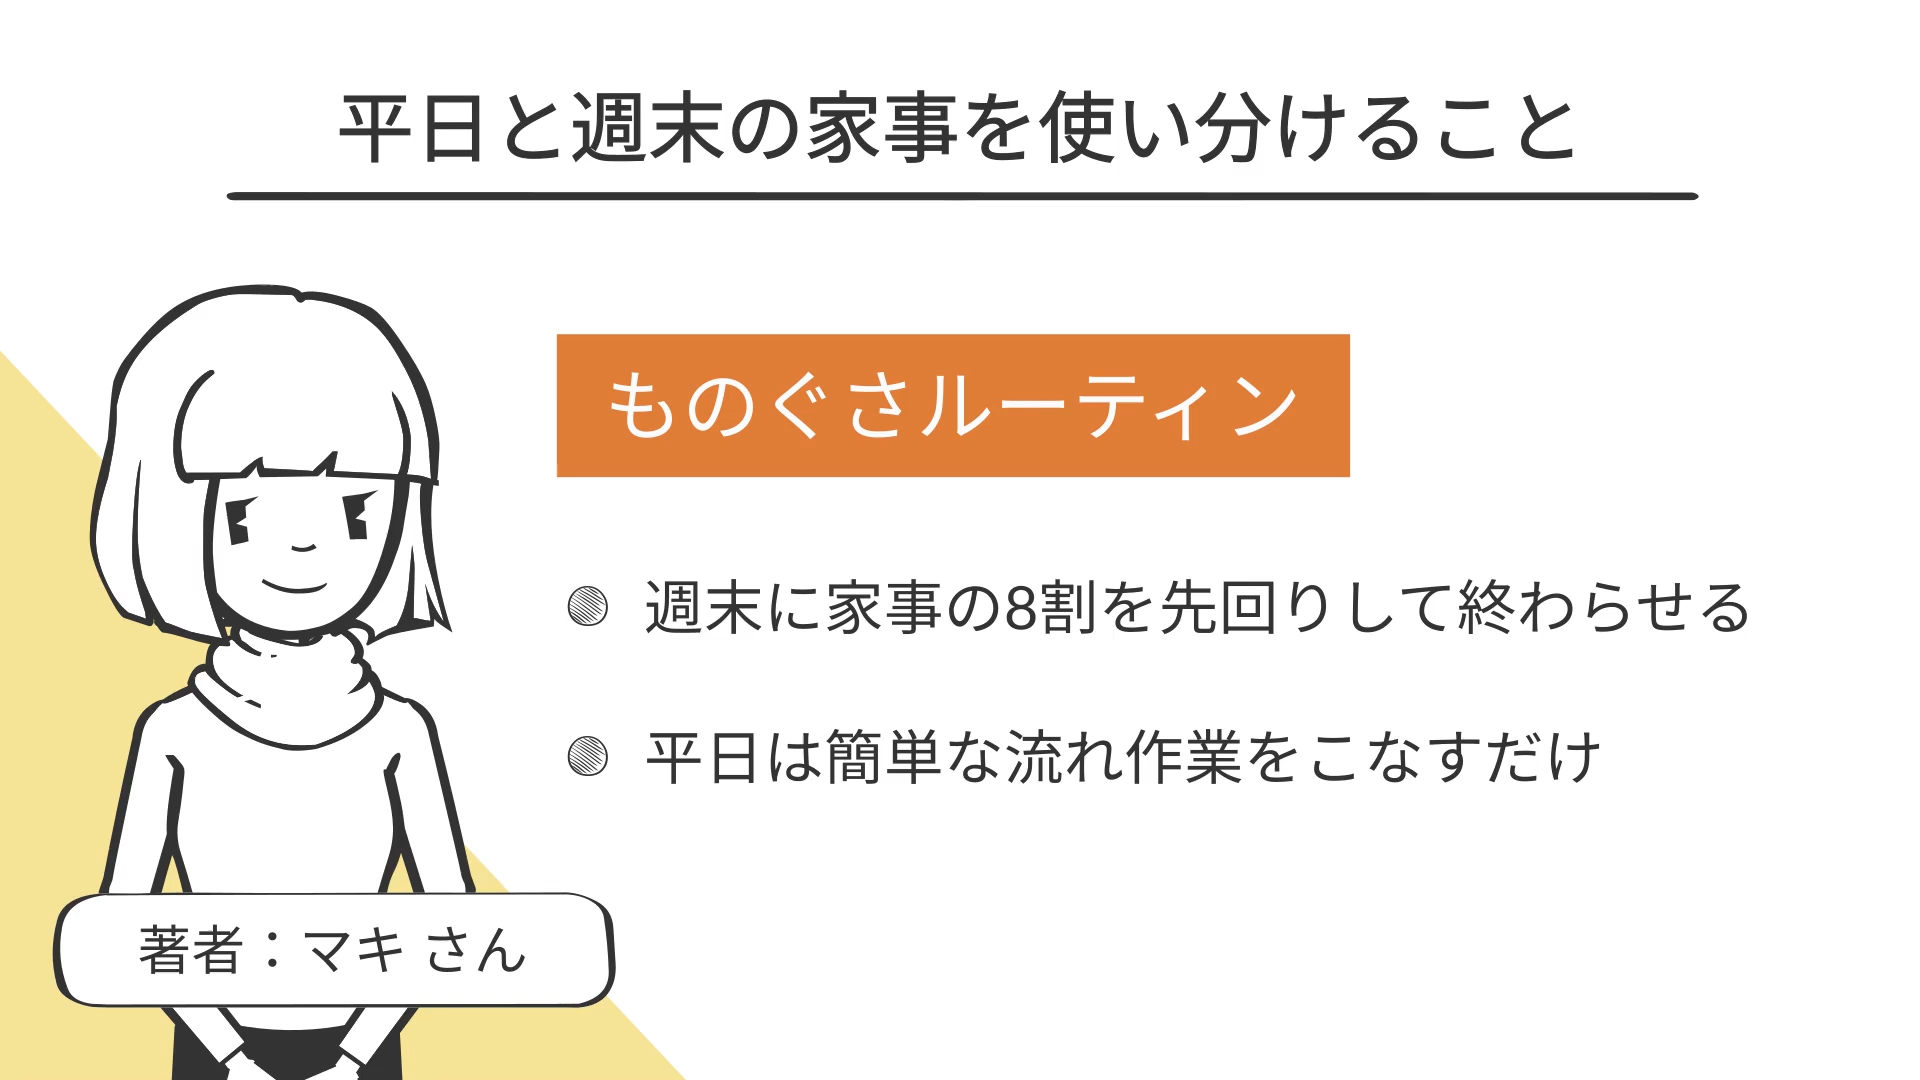 平日と週末の家事を使い分けること
ものぐさルーティン
週末に家事の8割を先回りして終わらせる
平日は簡単な流れ作業をこなすだけ
著者：マキ さん